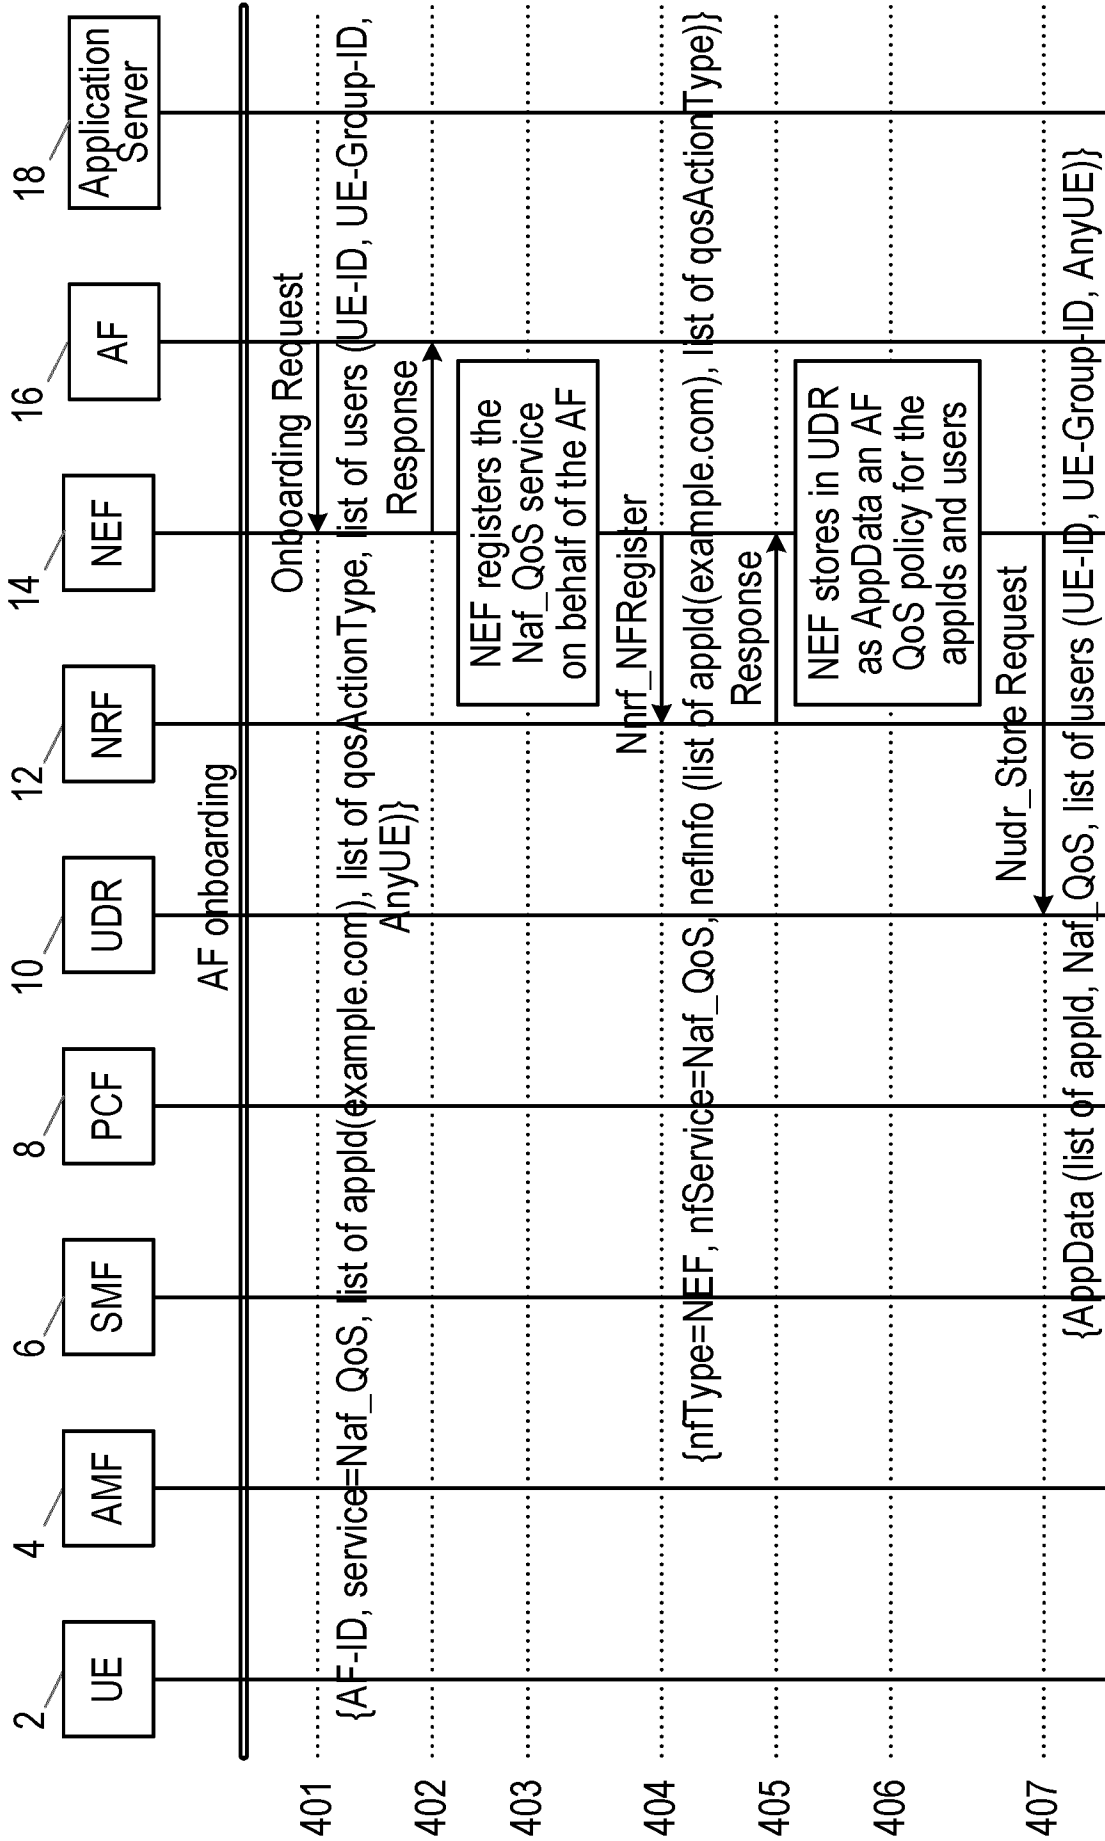 2
4
6
8
10
12
14
16
18
UE
AMF
SMF
PCF
UDR
NRF
NEF
AF
Application
Server
AF onboarding
401
Onboarding Request
{AF-ID, service=Naf_QoS, list of appId(example.com), list of qosActionType, list of users (UE-ID, UE-Group-ID,
AnyUE)}
402
Response
403
NEF registers the
Naf_QoS service
on behalf of the AF
404
Nnrf_NFRegister
{nfType=NEF, nfService=Naf_QoS, nefInfo (list of appId(example.com), list of qosActionType)}
405
Response
406
NEF stores in UDR
as AppData an AF
QoS policy for the
appIds and users
407
Nudr_Store Request
{AppData (list of appId, Naf_QoS, list of users (UE-ID, UE-Group-ID, AnyUE)}